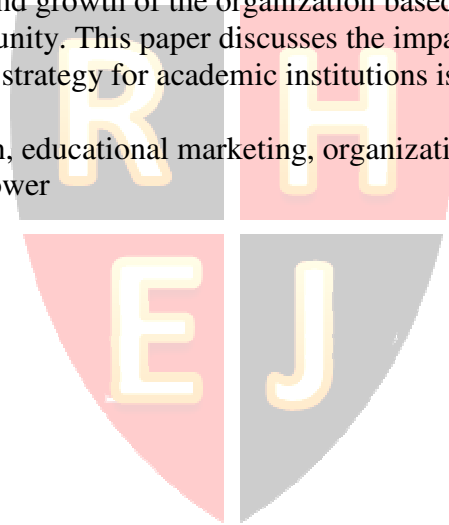 nd growth of the organization based
unity. This paper discusses the impa
strategy for academic institutions is
R H
n, educational marketing, organizati
ower
E J